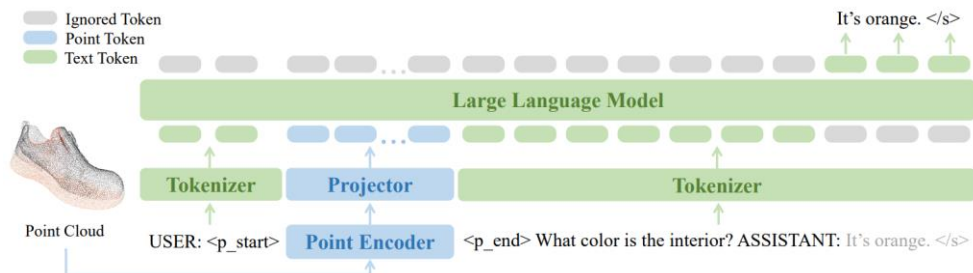 Ignored Token
Point Token
Text Token
It's orange. </s>
...
Large Language Model
...
Tokenizer
Projector
Tokenizer
Point Cloud
USER: <p_start>
Point Encoder
<p_end> What color is the interior? ASSISTANT: It's orange. </s>